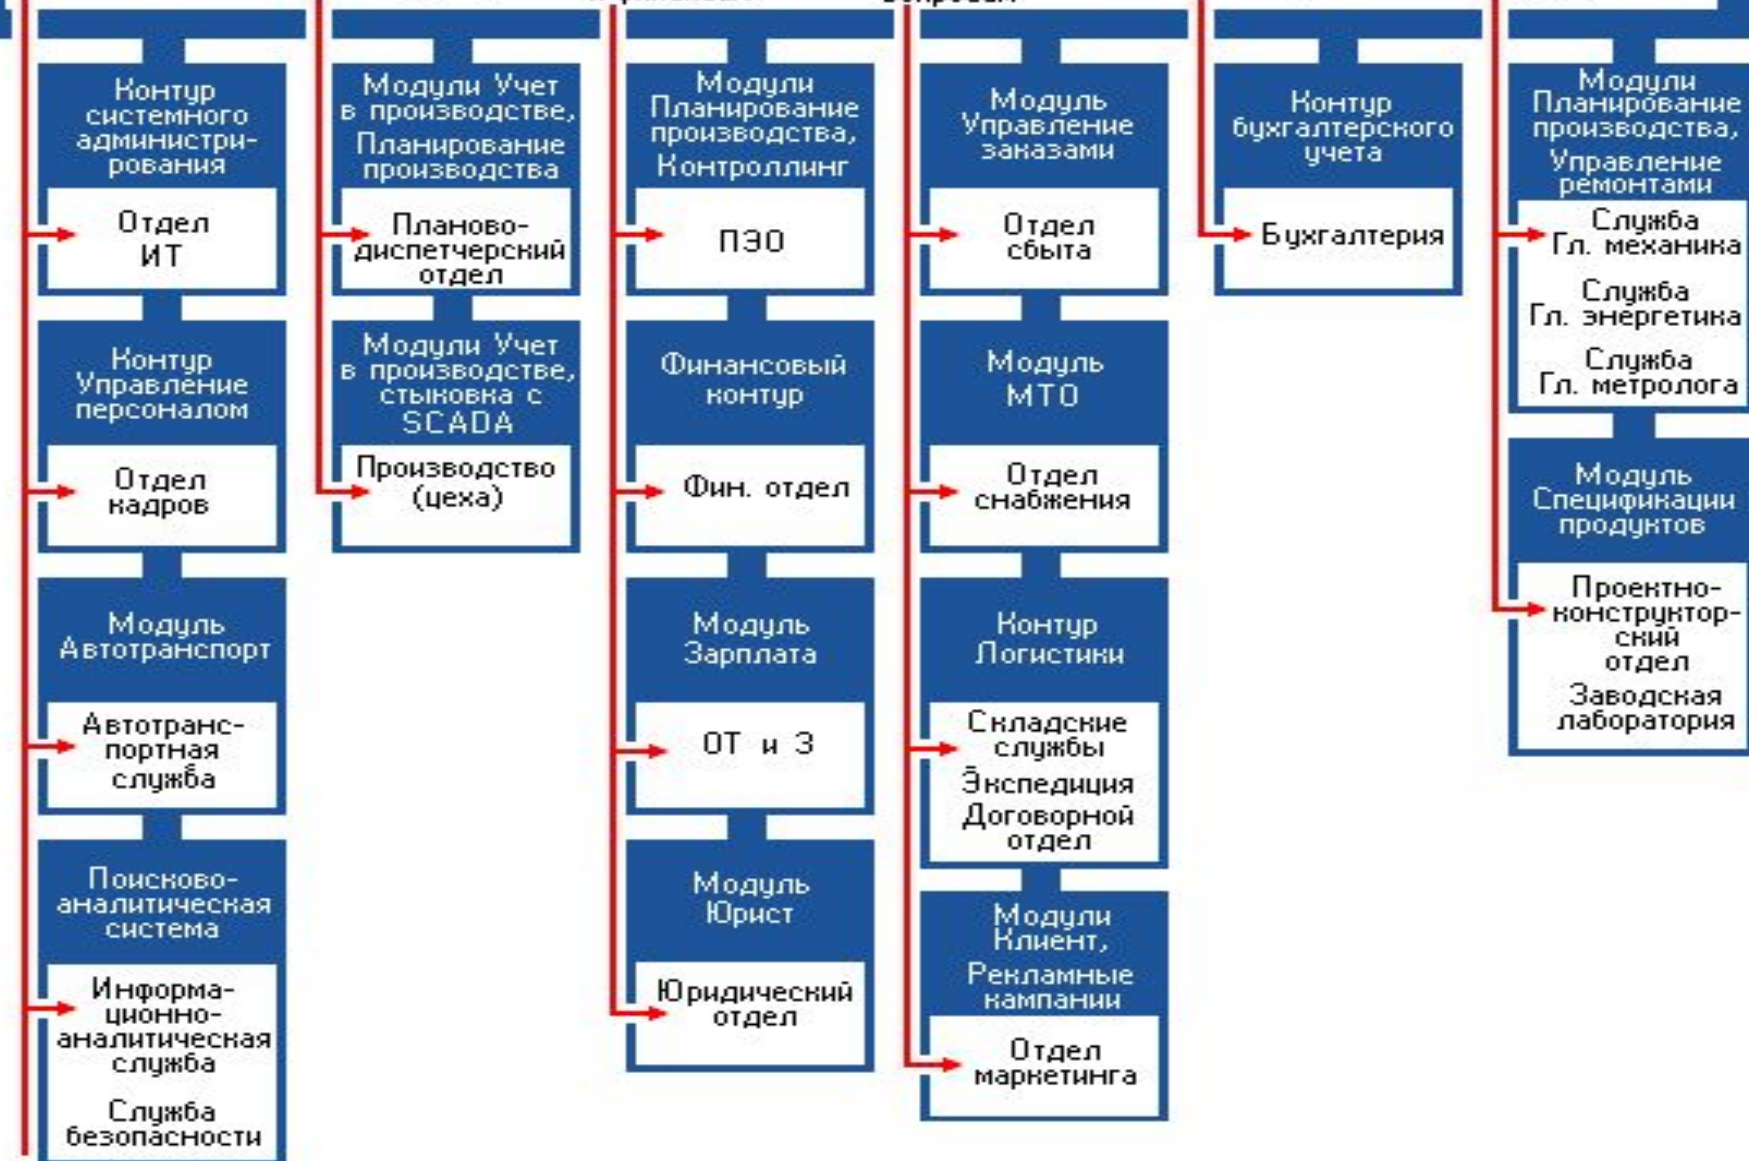 Контур
системного
администри-
рования
Отдел
ИТ
Контур
Управление
персоналом
Отдел
кадров
Модуль
Автотранспорт
Автотранс-
портная
служба
Поисково-
аналитическая
система
Информа-
ционно-
аналитическая
служба
Служба
безопасности
Модули Учет
в производстве,
Планирование
производства
Планово-
диспетчерский
отдел
Модули Учет
в производстве,
стыковка с
SCADA
Производство
(цеха)
Модули
Планирование
производства,
Контроллинг
ПЭО
Финансовый
контур
Фин. отдел
Модуль
Зарплата
ОТ и З
Модуль
Юрист
Юридический
отдел
Модуль
Управление
заказами
Отдел
сбыта
Модуль
МТО
Отдел
снабжения
Контур
Логистики
Складские
службы
Экспедиция
Договорной
отдел
Модули
Клиент,
Рекламные
кампании
Отдел
маркетинга
Контур
бухгалтерского
учета
Бухгалтерия
Модули
Планирование
производства,
Управление
ремонтами
Служба
Гл. механика
Служба
Гл. энергетика
Служба
Гл. метролога
Модуль
Спецификации
продуктов
Проектно-
конструктор-
ский
отдел
Заводская
лаборатория